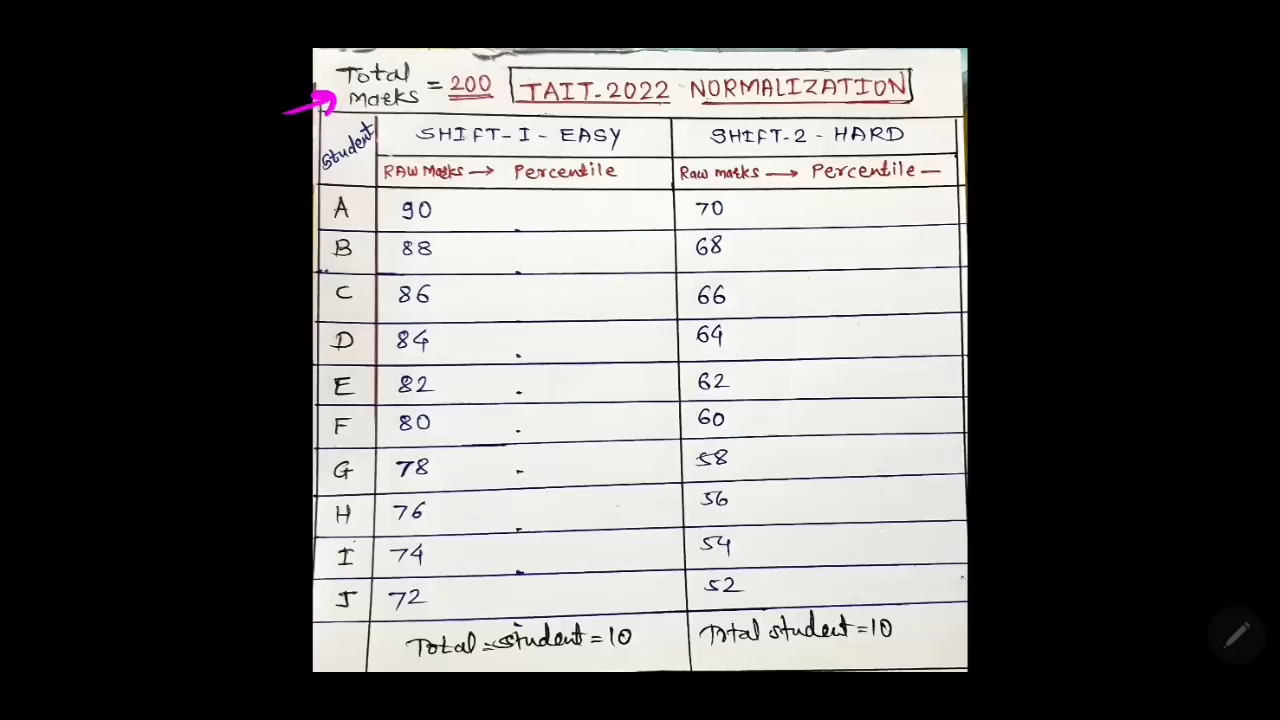 Total Marks = 200 TAIT-2022 NORMALIZATION
Student SHIFT-I-EASY SHIFT-2-HARD
RAW Marks → Percentile Raw marks → Percentile —
A 90 70
B 88 68
C 86 66
D 84 64
E 82 62
F 80 60
G 78 58
H 76 56
I 74 54
J 72 52
Total = student = 10 Total student = 10